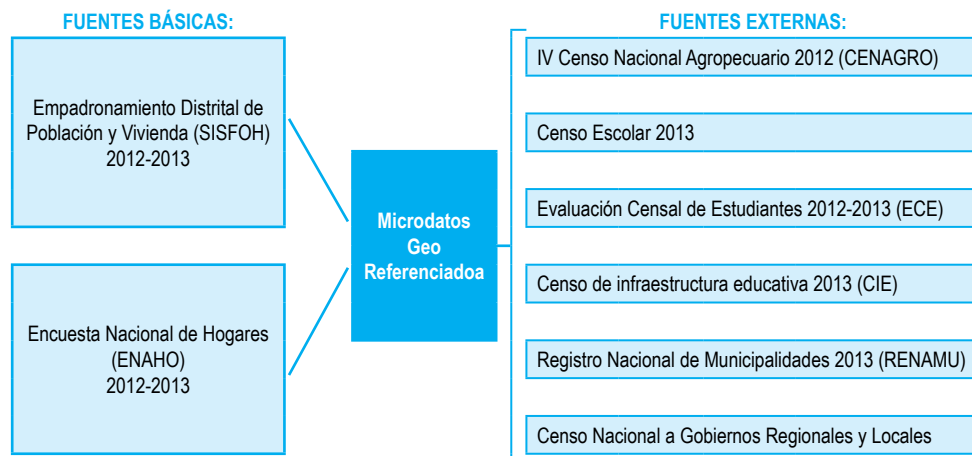 FUENTES BÁSICAS:
Empadronamiento Distrital de
Población y Vivienda (SISFOH)
2012-2013
Encuesta Nacional de Hogares
(ENAHO)
2012-2013
Microdatos
Geo
Referenciadoa
FUENTES EXTERNAS:
IV Censo Nacional Agropecuario 2012 (CENAGRO)
Censo Escolar 2013
Evaluación Censal de Estudiantes 2012-2013 (ECE)
Censo de infraestructura educativa 2013 (CIE)
Registro Nacional de Municipalidades 2013 (RENAMU)
Censo Nacional a Gobiernos Regionales y Locales